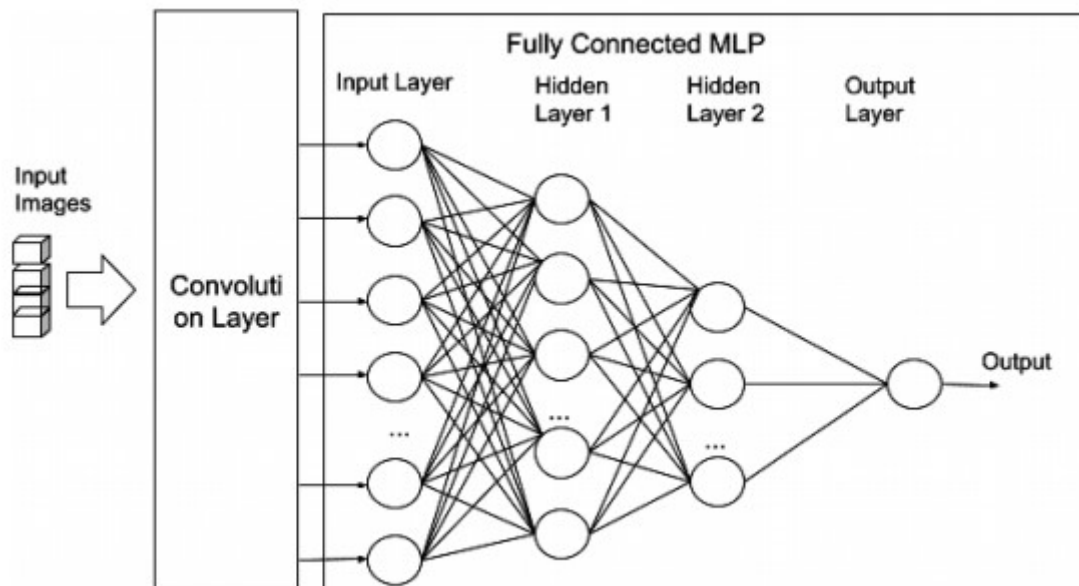 Fully Connected MLP
Input Layer
Hidden
Layer 1
Hidden
Layer 2
Output
Layer
Input
Images
Convoluti
on Layer
...
...
...
Output